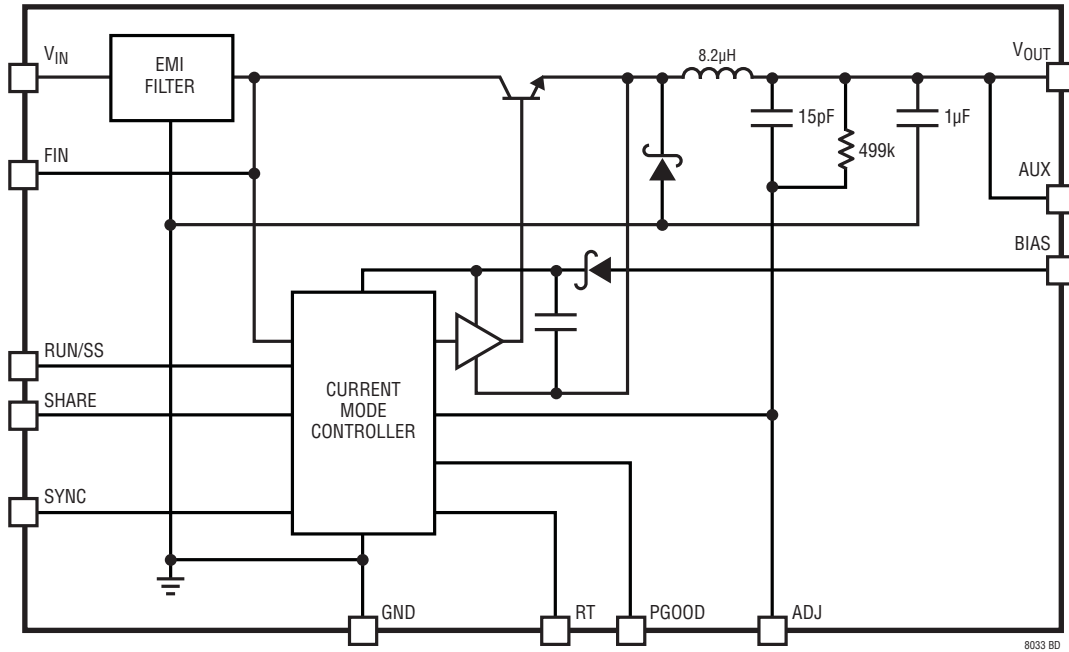 VIN
EMI
FILTER
8.2µH
VOUT
15pF
1µF
499k
FIN
AUX
BIAS
RUN/SS
SHARE
CURRENT
MODE
CONTROLLER
SYNC
GND
RT
PGOOD
ADJ
8033 BD